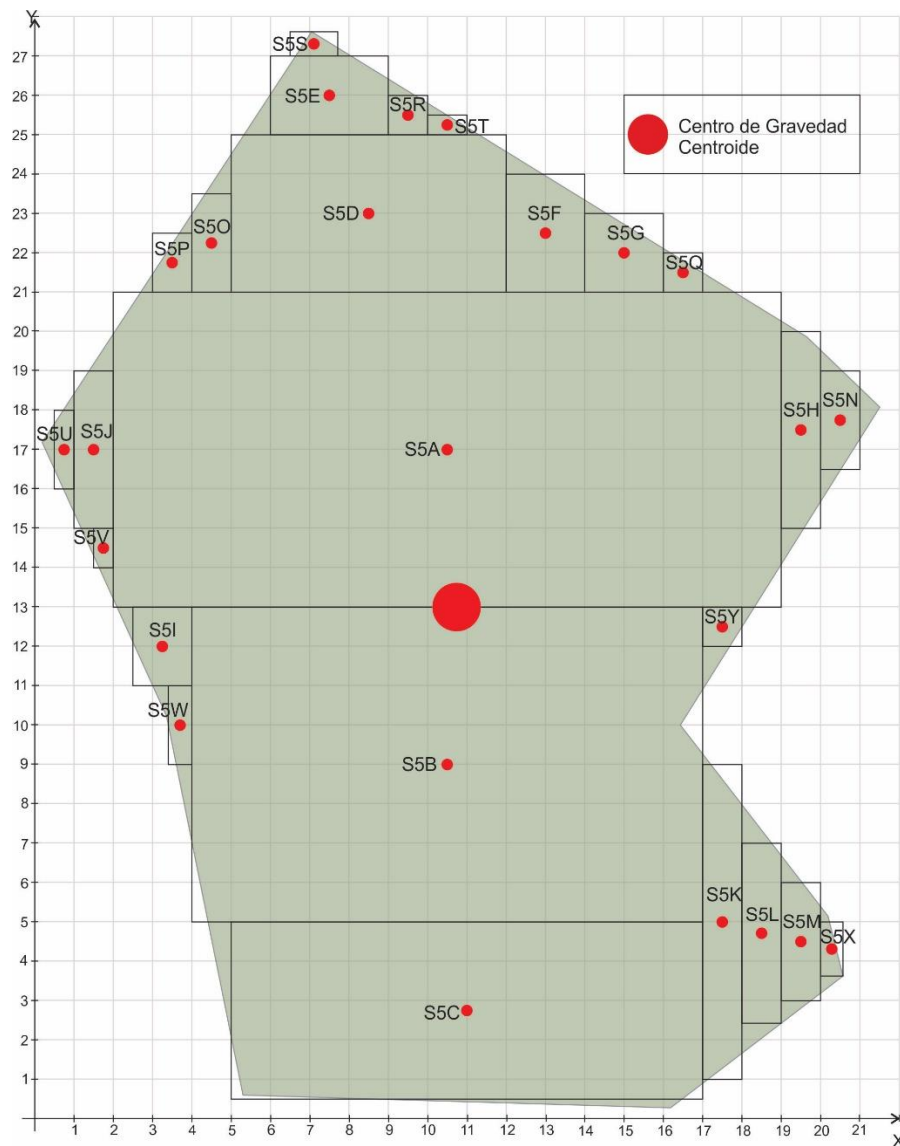 Y
27
26
25
24
23
22
21
20
19
18
17
16
15
14
13
12
11
10
9
8
7
6
5
4
3
2
1
S5S
S5E
S5R
S5T
Centro de Gravedad
Centroide
S5D
S5F
S5O
S5P
S5G
S5Q
S5H
S5N
S5U
S5J
S5A
S5V
S5I
S5Y
S5W
S5B
S5K
S5L
S5M
S5X
S5C
1 2 3 4 5 6 7 8 9 10 11 12 13 14 15 16 17 18 19 20 21
X